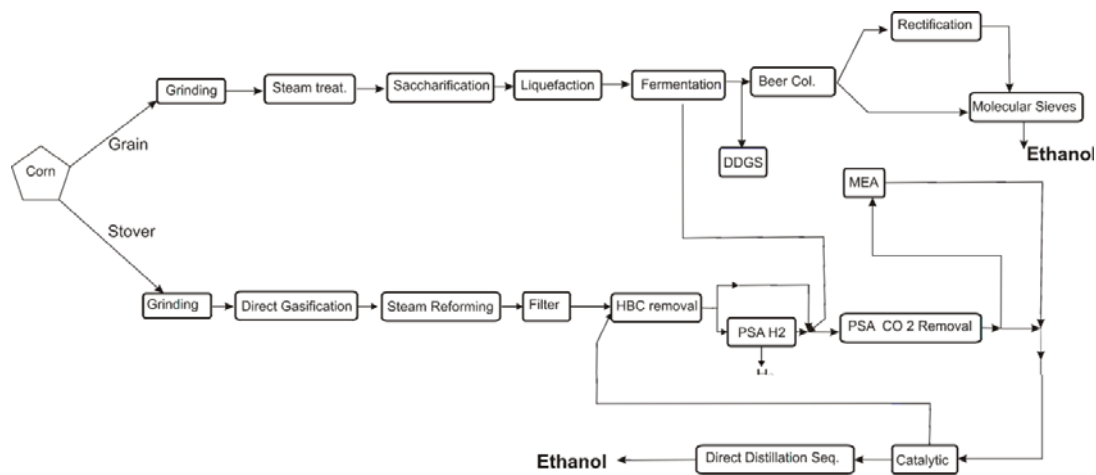 Rectification
Grinding
Steam treat.
Saccharification
Liquefaction
Fermentation
Beer Col.
Molecular Sieves
Grain
Ethanol
DDGS
Corn
MEA
Stover
Grinding
Direct Gasification
Steam Reforming
Filter
HBC removal
PSA H2
PSA CO 2 Removal
Ethanol
Direct Distillation Seq.
Catalytic